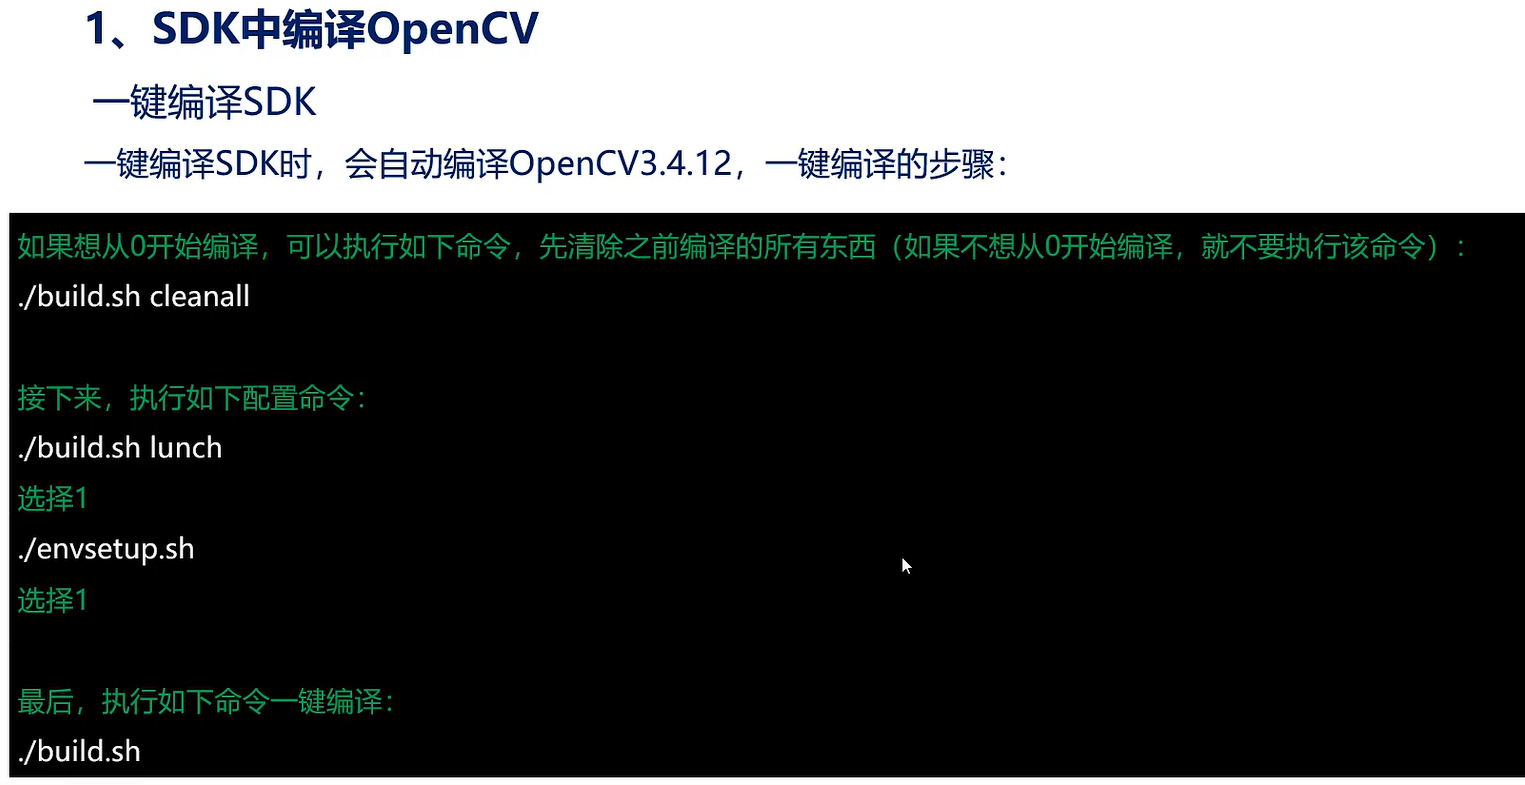 1、SDK中编译OpenCV
一键编译SDK
一键编译SDK时，会自动编译OpenCV3.4.12，一键编译的步骤：
如果想从0开始编译，可以执行如下命令，先清除之前编译的所有东西（如果不想从0开始编译，就不要执行该命令）：
./build.sh cleanall
接下来，执行如下配置命令：
./build.sh lunch
选择1
./envsetup.sh
选择1
最后，执行如下命令一键编译：
./build.sh